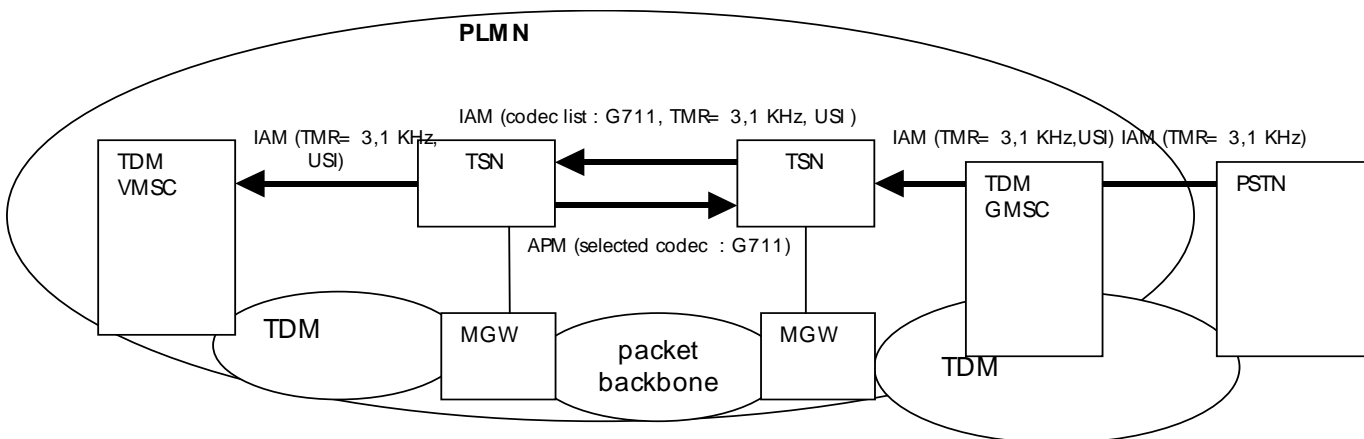 PLMN
IAM (codec list : G711, TMR= 3,1 KHz, USI )
IAM (TMR= 3,1 KHz,
USI)
IAM (TMR= 3,1 KHz,USI) IAM (TMR= 3,1 KHz)
TDM
VMSC
TSN
TSN
TDM
GMSC
PSTN
APM (selected codec : G711)
TDM
MGW
packet
backbone
MGW
TDM